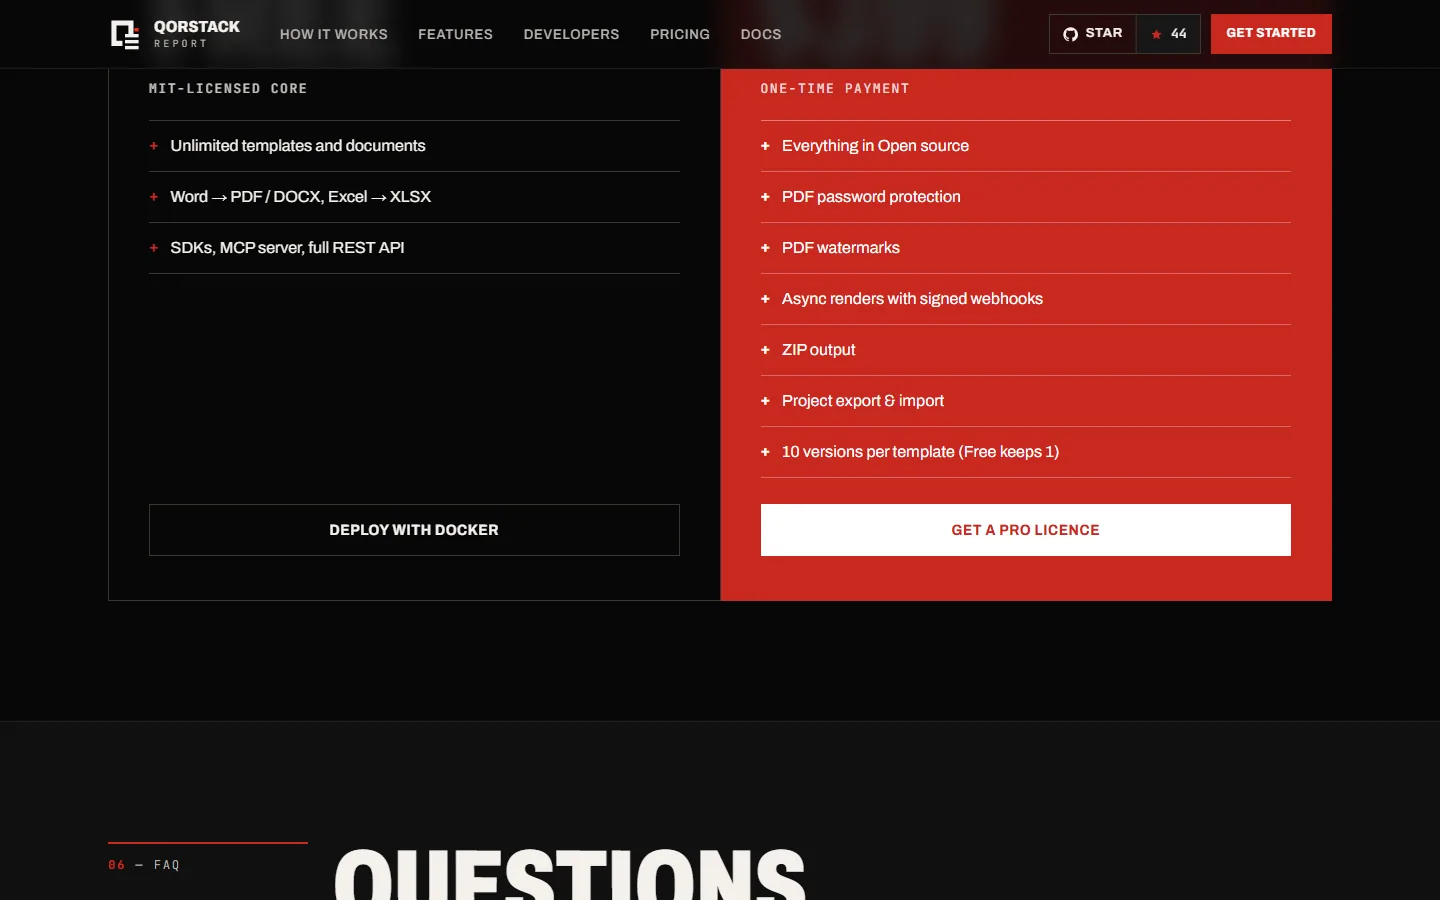 QORSTACK
REPORT
HOW IT WORKS
FEATURES
DEVELOPERS
PRICING
DOCS
STAR
★ 44
GET STARTED
MIT-LICENSED CORE
+ Unlimited templates and documents
+ Word → PDF / DOCX, Excel → XLSX
+ SDKs, MCP server, full REST API
DEPLOY WITH DOCKER
ONE-TIME PAYMENT
+ Everything in Open source
+ PDF password protection
+ PDF watermarks
+ Async renders with signed webhooks
+ ZIP output
+ Project export & import
+ 10 versions per template (Free keeps 1)
GET A PRO LICENCE
06 — FAQ
QUESTIONS